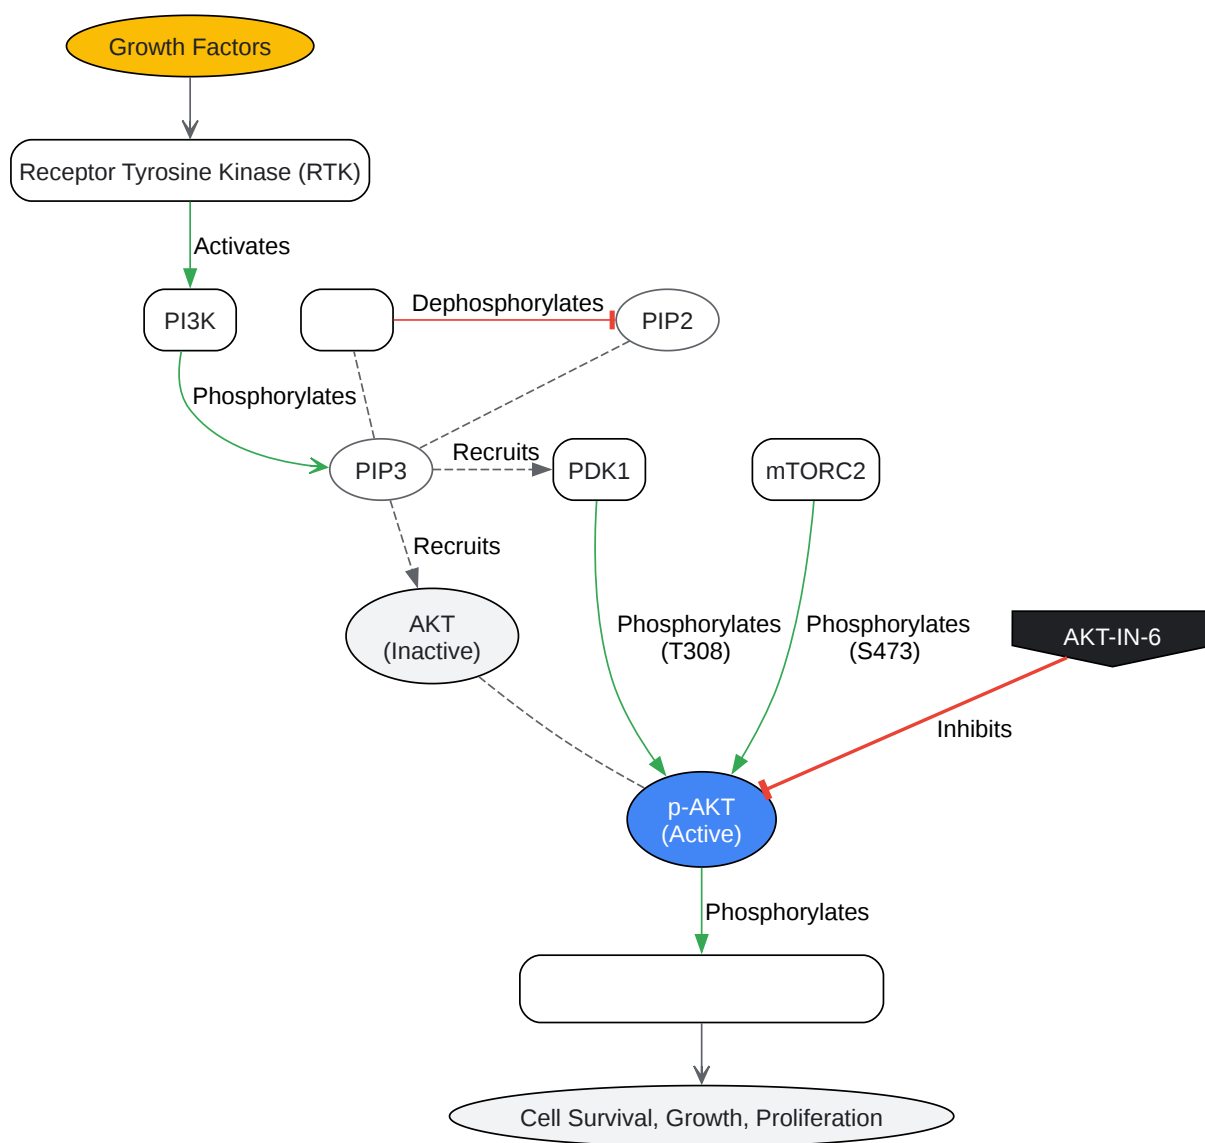 Growth Factors
Receptor Tyrosine Kinase (RTK)
Activates
PI3K
Dephosphorylates
PIP2
Phosphorylates
PIP3
Recruits
PDK1
mTORC2
Recruits
AKT
(Inactive)
Phosphorylates
(T308)
Phosphorylates
(S473)
AKT-IN-6
Inhibits
p-AKT
(Active)
Phosphorylates
Cell Survival, Growth, Proliferation